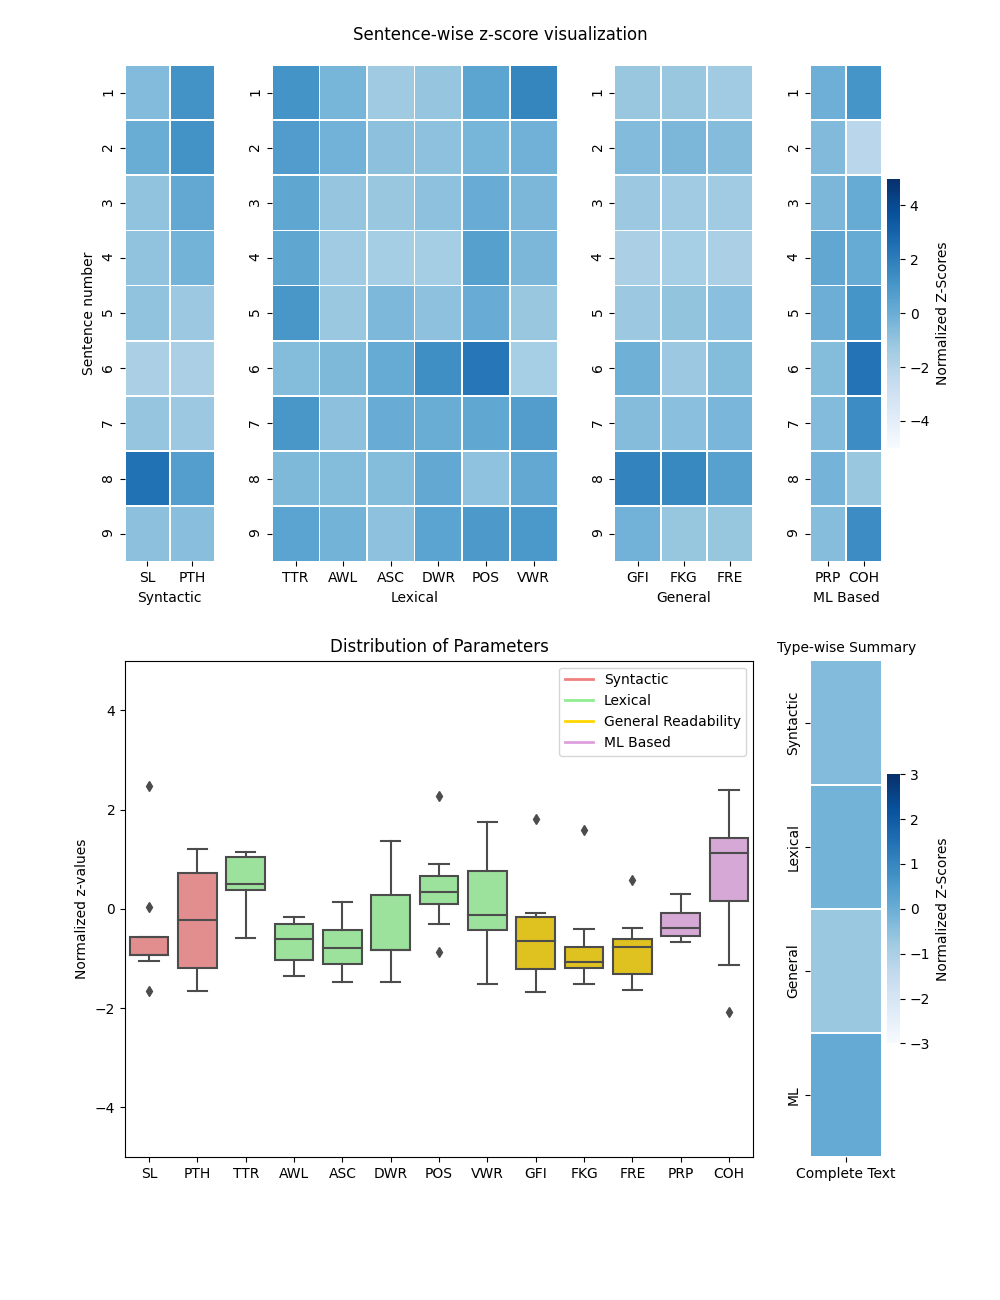 Sentence-wise z-score visualization
Sentence number
1
2
3
4
5
6
7
8
9
SL PTH
Syntactic
1
2
3
4
5
6
7
8
9
TTR AWL ASC DWR POS VWR
Lexical
1
2
3
4
5
6
7
8
9
GFI FKG FRE
General
1
2
3
4
5
6
7
8
9
PRP COH
ML Based
4
2
0
−2
−4
Normalized Z-Scores
Distribution of Parameters
Normalized z-values
4
2
0
−2
−4
Syntactic
Lexical
General Readability
ML Based
SL PTH TTR AWL ASC DWR POS VWR GFI FKG FRE PRP COH
Type-wise Summary
Syntactic
Lexical
General
ML
Complete Text
3
2
1
0
−1
−2
−3
Normalized Z-Scores